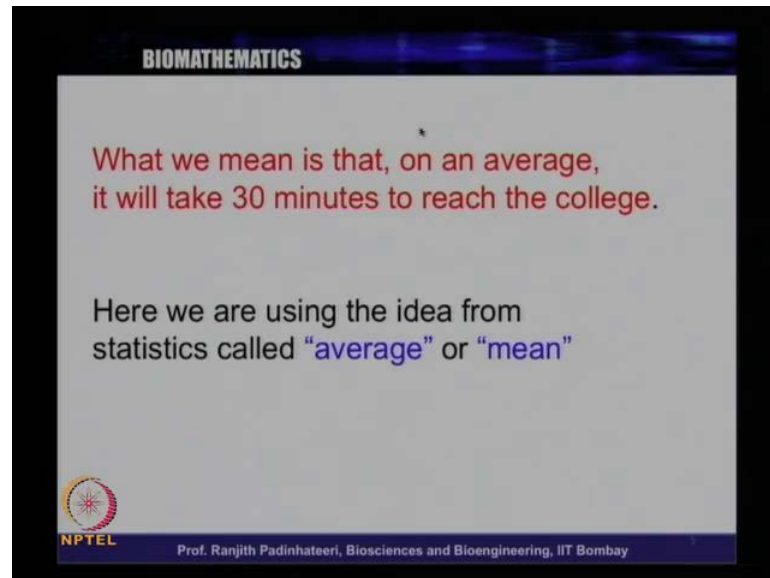 BIOMATHEMATICS
What we mean is that, on an average,
it will take 30 minutes to reach the college.
Here we are using the idea from
statistics called “average” or “mean”
NPTEL
Prof. Ranjith Padinhateeri, Biosciences and Bioengineering, IIT Bombay
5